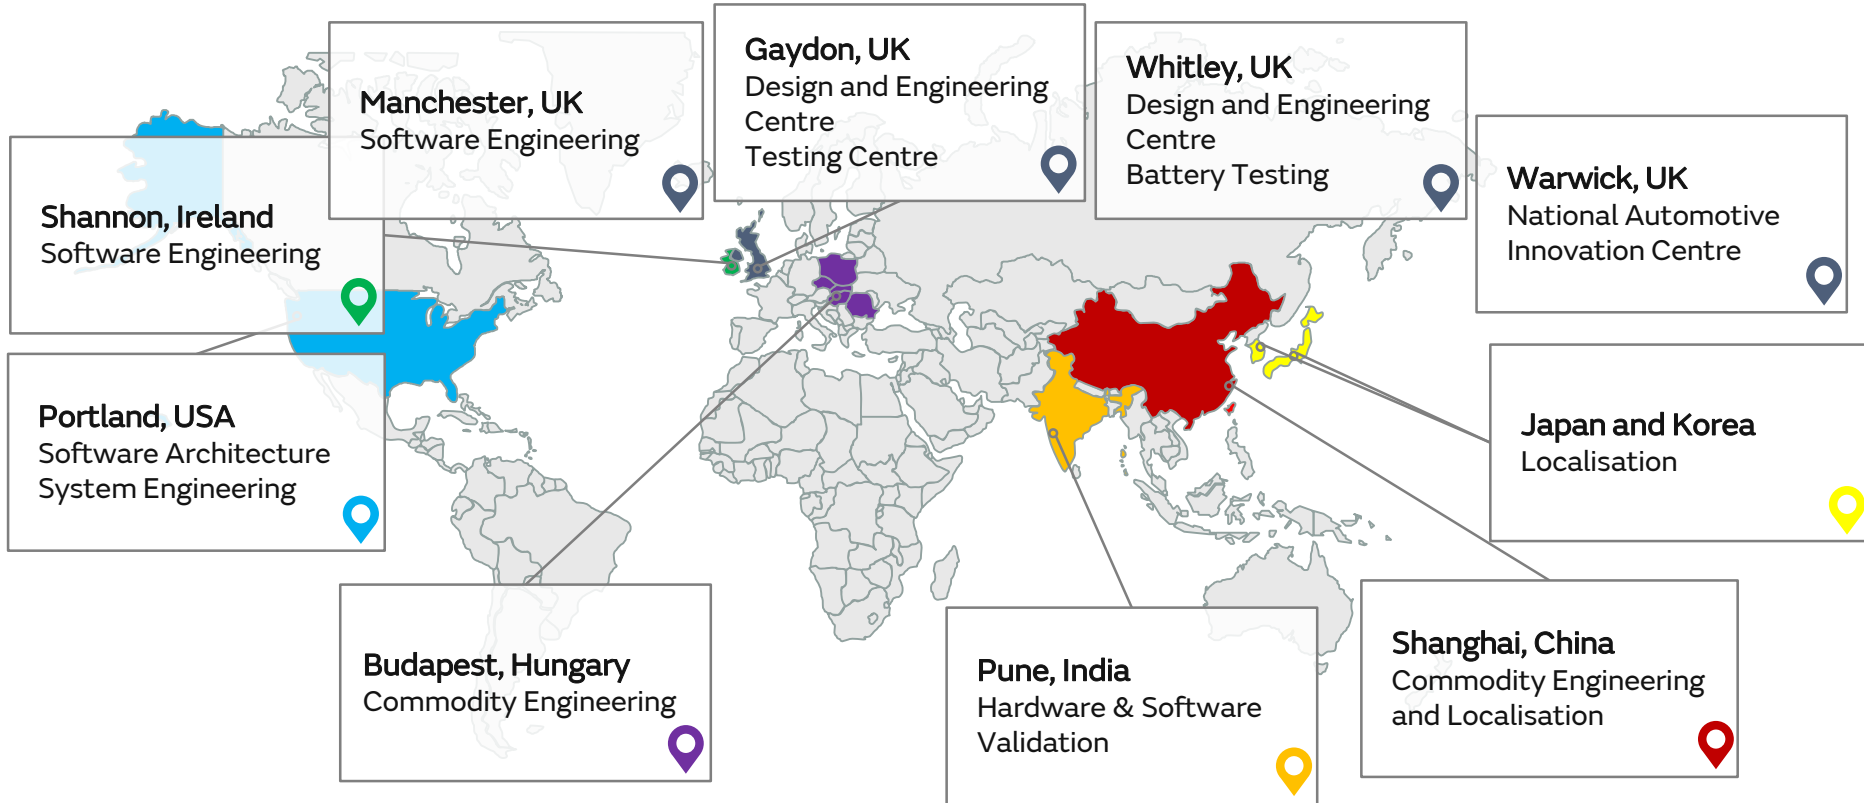 Manchester, UK
Software Engineering
Gaydon, UK
Design and Engineering
Centre
Testing Centre
Whitley, UK
Design and Engineering
Centre
Battery Testing
Warwick, UK
National Automotive
Innovation Centre
Shannon, Ireland
Software Engineering
Portland, USA
Software Architecture
System Engineering
Japan and Korea
Localisation
Budapest, Hungary
Commodity Engineering
Pune, India
Hardware & Software
Validation
Shanghai, China
Commodity Engineering
and Localisation